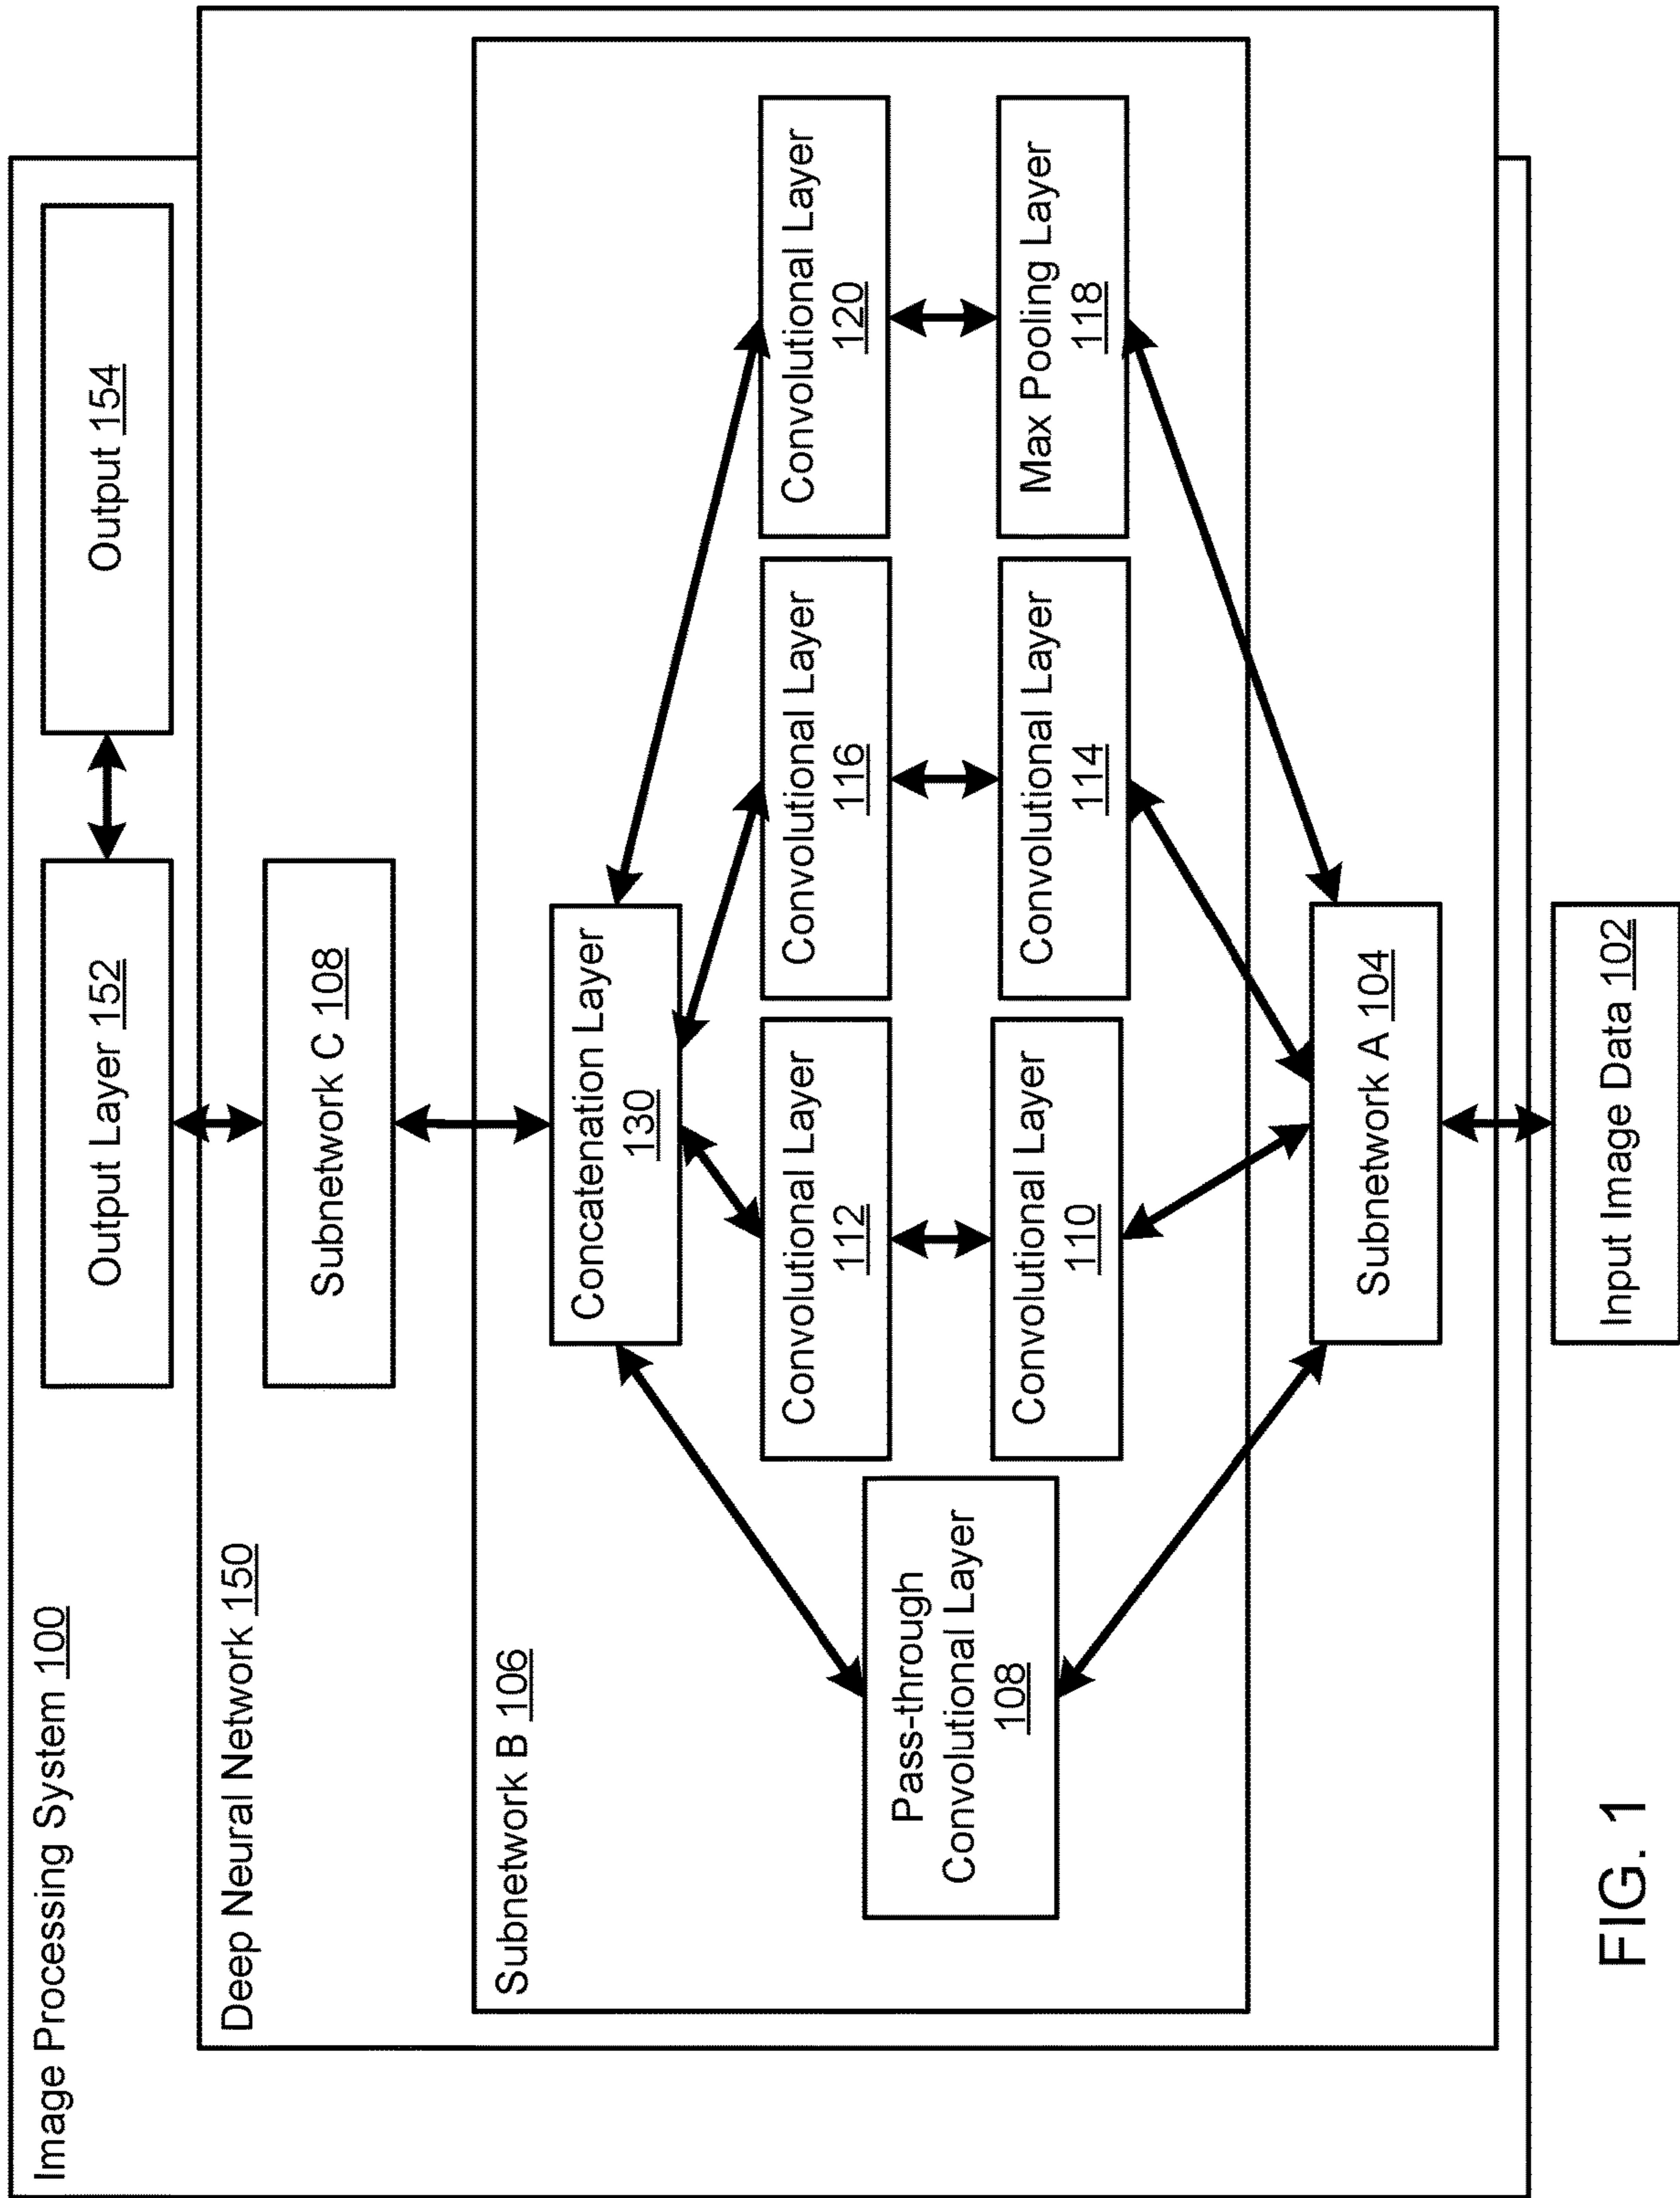 Image Processing System 100
Output Layer 152
Output 154
Deep Neural Network 150
Subnetwork C 108
Subnetwork B 106
Concatenation Layer
130
Pass-through
Convolutional Layer
108
Convolutional Layer
112
Convolutional Layer
116
Convolutional Layer
120
Convolutional Layer
110
Convolutional Layer
114
Max Pooling Layer
118
Subnetwork A 104
Input Image Data 102
FIG. 1